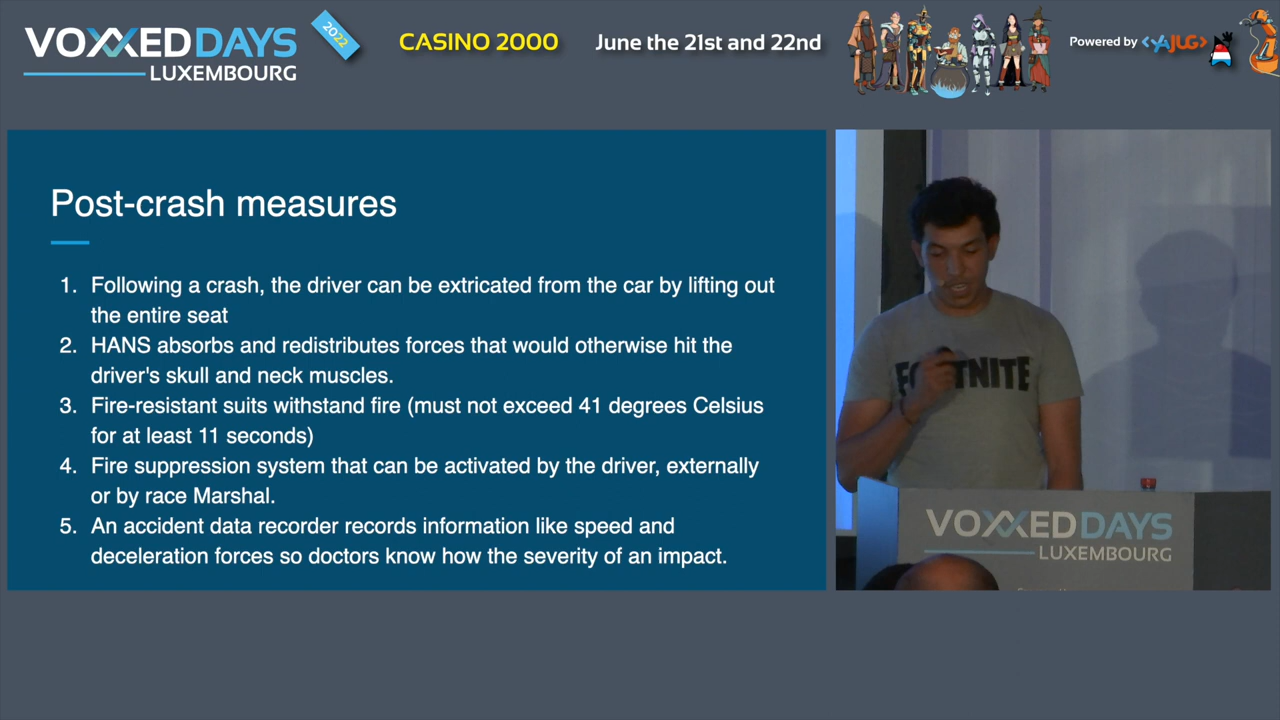 VOXXED DAYS
LUXEMBOURG
2022
CASINO 2000
June the 21st and 22nd
Powered by <YAJUG>
Post-crash measures
1. Following a crash, the driver can be extricated from the car by lifting out
the entire seat
2. HANS absorbs and redistributes forces that would otherwise hit the
driver's skull and neck muscles.
3. Fire-resistant suits withstand fire (must not exceed 41 degrees Celsius
for at least 11 seconds)
4. Fire suppression system that can be activated by the driver, externally
or by race Marshal.
5. An accident data recorder records information like speed and
deceleration forces so doctors know how the severity of an impact.
VOXXED DAYS
LUXEMBOURG